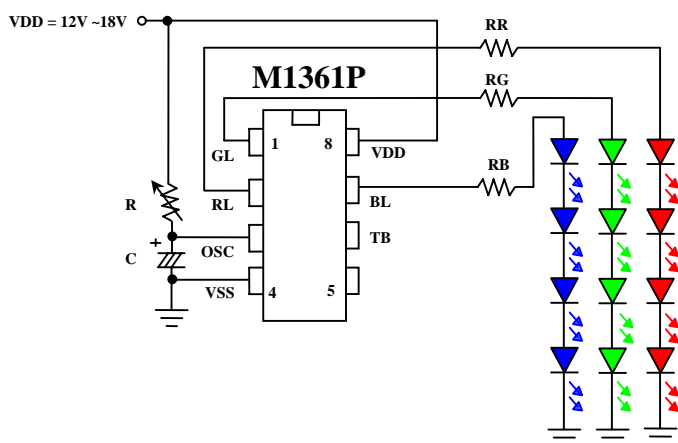 VDD = 12V ~18V
RR
M1361P
RG
GL
1
8
VDD
RB
R
RL
BL
+
OSC
TB
C
VSS
4
5